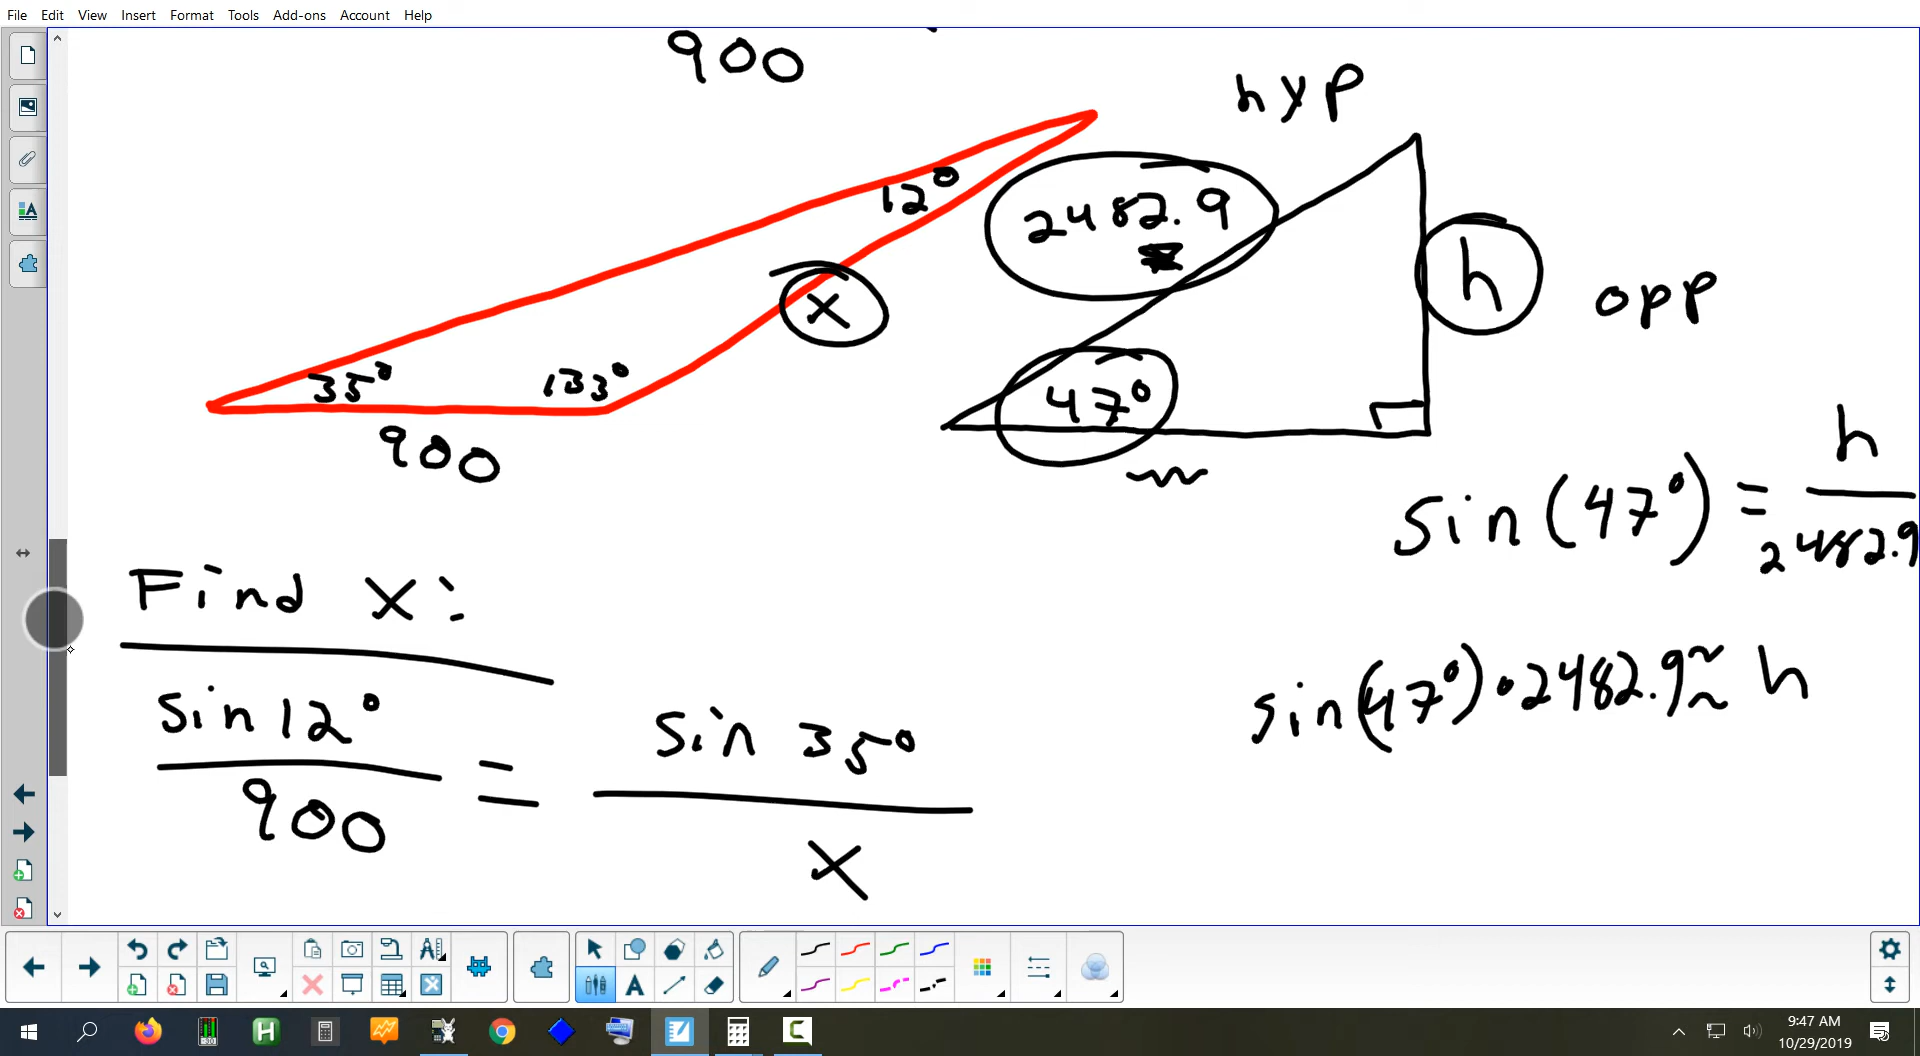 File Edit View Insert Format Tools Add-ons Account Help
900
hyp
12°
2482.9
x
h
opp
35°
133°
47°
900
sin(47°) = h
2482.9
Find x:
sin 12°
900
=
sin 35°
x
sin(47°)•2482.9≈ h
9:47 AM
10/29/2019